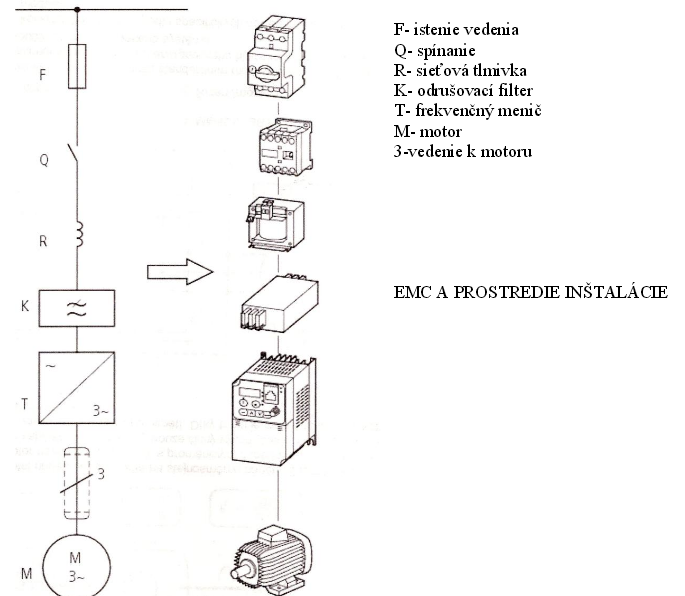 F- istenie vedenia
Q- spínanie
R- sieťová tlmivka
K- odrušovací filter
T- frekvenčný menič
M- motor
3-vedenie k motoru
EMC A PROSTREDIE INŠTALÁCIE
F
Q
R
K
T
~
3~
3
M
M
3~